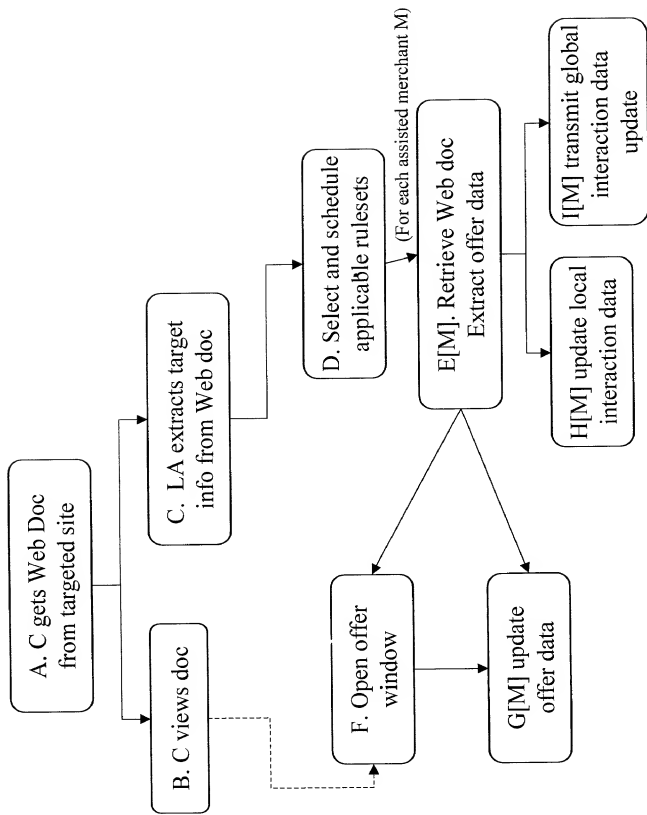 A. C gets Web Doc
from targeted site
B. C views doc
C. LA extracts target
info from Web doc
D. Select and schedule
applicable rulesets
(For each assisted merchant M)
E[M]. Retrieve Web doc
Extract offer data
F. Open offer
window
G[M] update
offer data
H[M] update local
interaction data
I[M] transmit global
interaction data
update